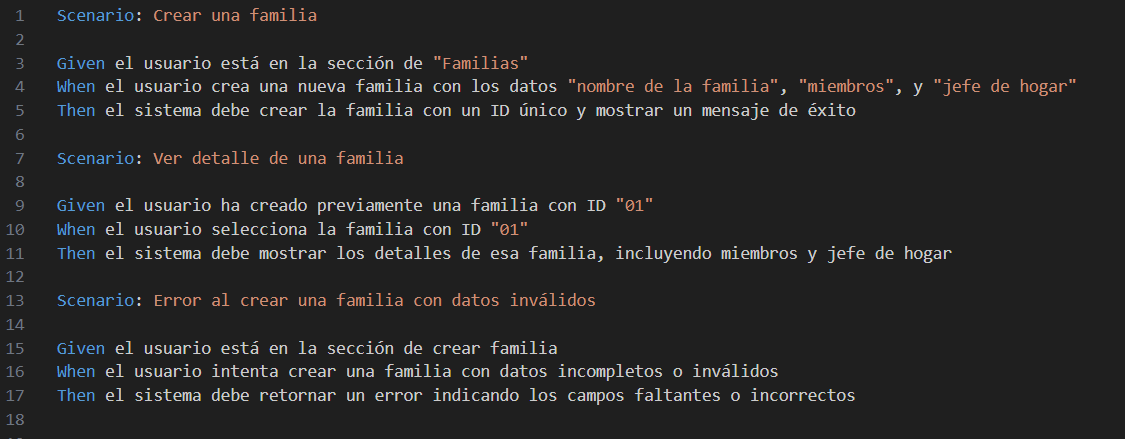 1 Scenario: Crear una familia
2
3 Given el usuario está en la sección de "Familias"
4 When el usuario crea una nueva familia con los datos "nombre de la familia", "miembros", y "jefe de hogar"
5 Then el sistema debe crear la familia con un ID único y mostrar un mensaje de éxito
6
7 Scenario: Ver detalle de una familia
8
9 Given el usuario ha creado previamente una familia con ID "01"
10 When el usuario selecciona la familia con ID "01"
11 Then el sistema debe mostrar los detalles de esa familia, incluyendo miembros y jefe de hogar
12
13 Scenario: Error al crear una familia con datos inválidos
14
15 Given el usuario está en la sección de crear familia
16 When el usuario intenta crear una familia con datos incompletos o inválidos
17 Then el sistema debe retornar un error indicando los campos faltantes o incorrectos
18